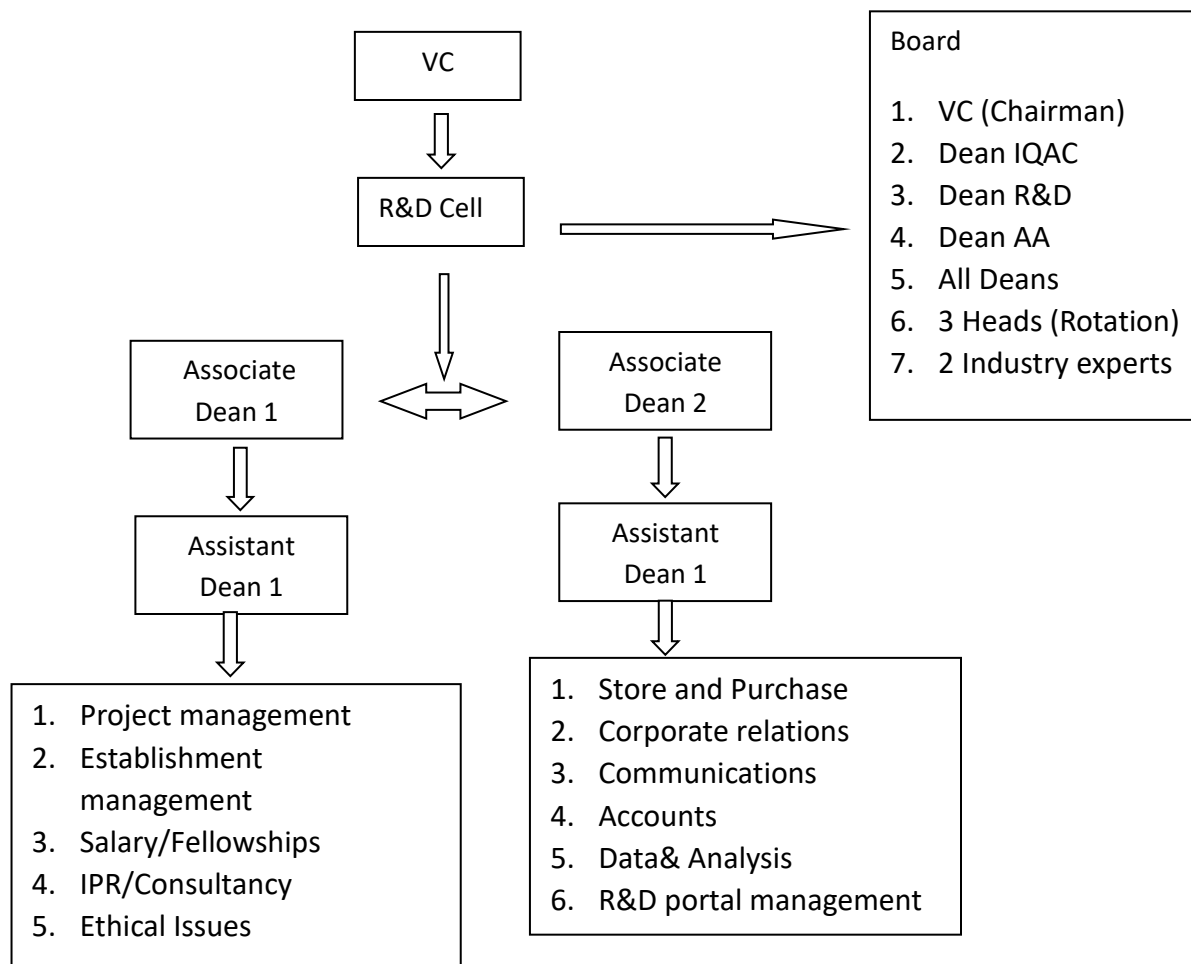 VC
R&D Cell
Board
1. VC (Chairman)
2. Dean IQAC
3. Dean R&D
4. Dean AA
5. All Deans
6. 3 Heads (Rotation)
7. 2 Industry experts
Associate
Dean 1
Associate
Dean 2
Assistant
Dean 1
Assistant
Dean 1
1. Project management
2. Establishment
management
3. Salary/Fellowships
4. IPR/Consultancy
5. Ethical Issues
1. Store and Purchase
2. Corporate relations
3. Communications
4. Accounts
5. Data& Analysis
6. R&D portal management